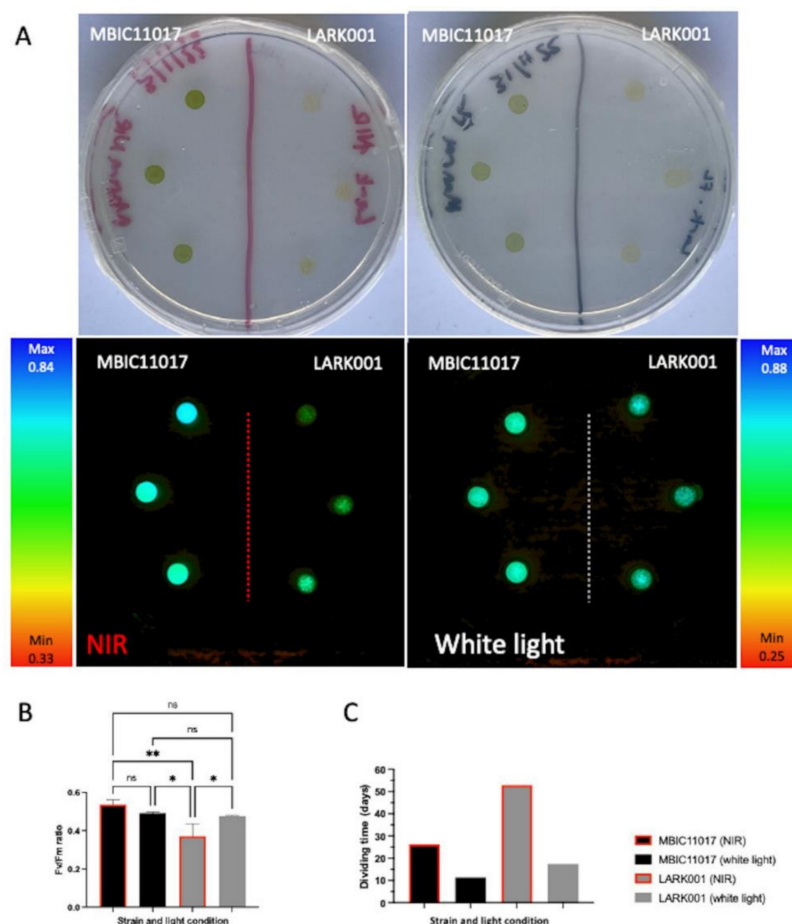 A
MBIC11017 LARK001 MBIC11017 LARK001
NIR
Max
0.84
MBIC11017 LARK001 MBIC11017 LARK001
Max
0.88
Min
0.33
NIR White light
Min
0.25
B
ns
ns
**
ns * *
0.6
0.4
0.2
0.0
Fv/Fm ratio
Strain and light condition
C
60
50
40
30
20
10
0
Dividing time (days)
Strain and light condition
MBIC11017 (NIR)
MBIC11017 (white light)
LARK001 (NIR)
LARK001 (white light)